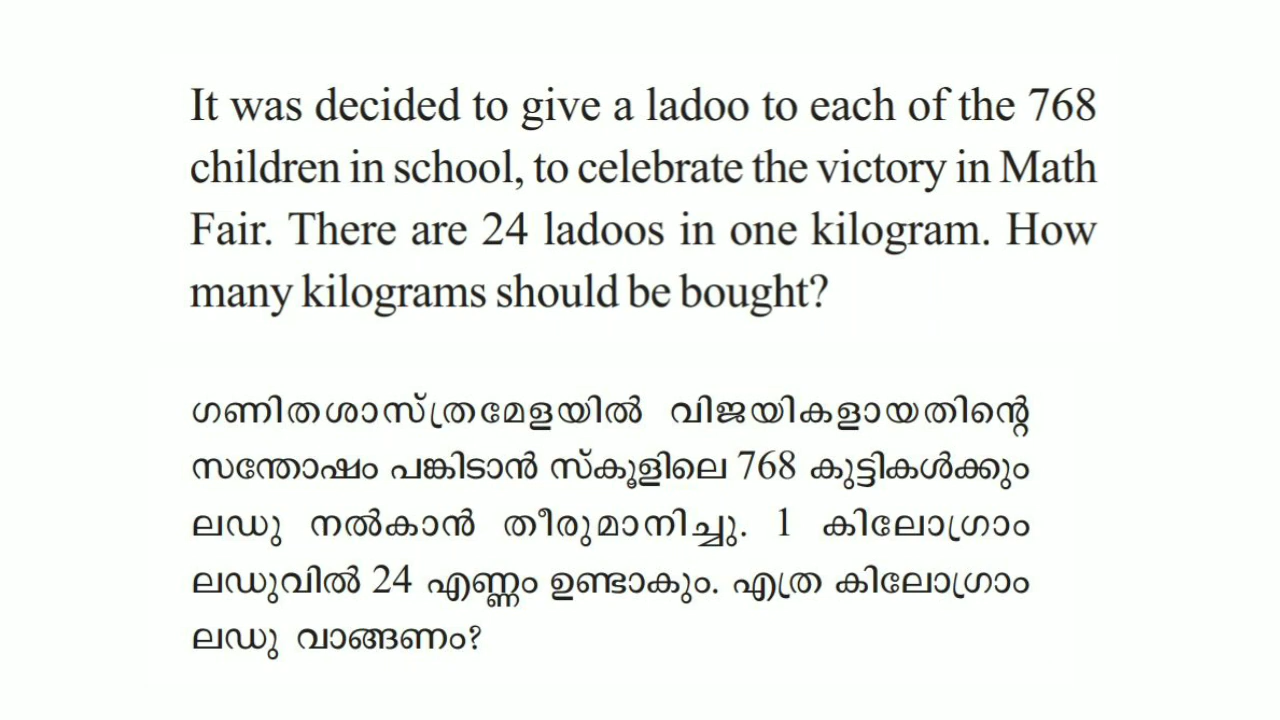 It was decided to give a ladoo to each of the 768
children in school, to celebrate the victory in Math
Fair. There are 24 ladoos in one kilogram. How
many kilograms should be bought?
ഗണിതശാസ്ത്രമേളയിൽ വിജയികളായതിന്റെ
സന്തോഷം പങ്കിടാൻ സ്കൂളിലെ 768 കുട്ടികൾക്കും
ലഡു നൽകാൻ തീരുമാനിച്ചു. 1 കിലോഗ്രാം
ലഡുവിൽ 24 എണ്ണം ഉണ്ടാകും. എത്ര കിലോഗ്രാം
ലഡു വാങ്ങണം?